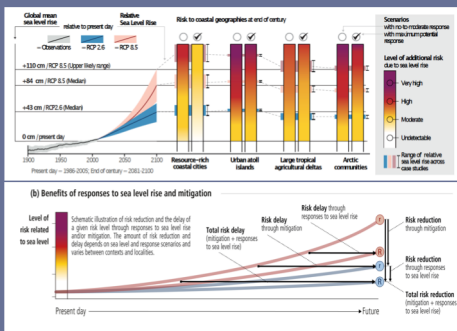 Global mean
sea level rise
relative to present day
Relative
Sea Level Rise
Observations
RCP 2.6
RCP 8.5
+110 cm / RCP 8.5 (Upper likely range)
+84 cm / RCP 8.5 (Median)
+43 cm / RCP2.6 (Median)
0 cm / present day
1900
1950
2000
2050
2100
Present day — 1986-2005; End of century — 2081-2100
Risk to coastal geographies at end of century
Resource-rich
coastal cities
Urban atoll
islands
Large tropical
agricultural deltas
Arctic
communities
Scenarios
with no-to-moderate response
with maximum potential
response
Level of additional risk
due to sea level rise
Very high
High
Moderate
Undetectable
Range of relative
sea level rise across
case studies
(b) Benefits of responses to sea level rise and mitigation
Level of
risk related
to sea level
Schematic illustration of risk reduction and the delay of
a given risk level through responses to sea level rise
and/or mitigation. The amount of risk reduction and
delay depends on sea level and response scenarios and
varies between contexts and localities.
Total risk delay
(mitigation + responses
to sea level rise)
Risk delay
through mitigation
Risk delay through
responses to sea level rise
r
R
r
R
Risk reduction
through mitigation
Risk reduction
through responses
to sea level rise
Total risk reduction
(mitigation + responses
to sea level rise)
Present day
Future